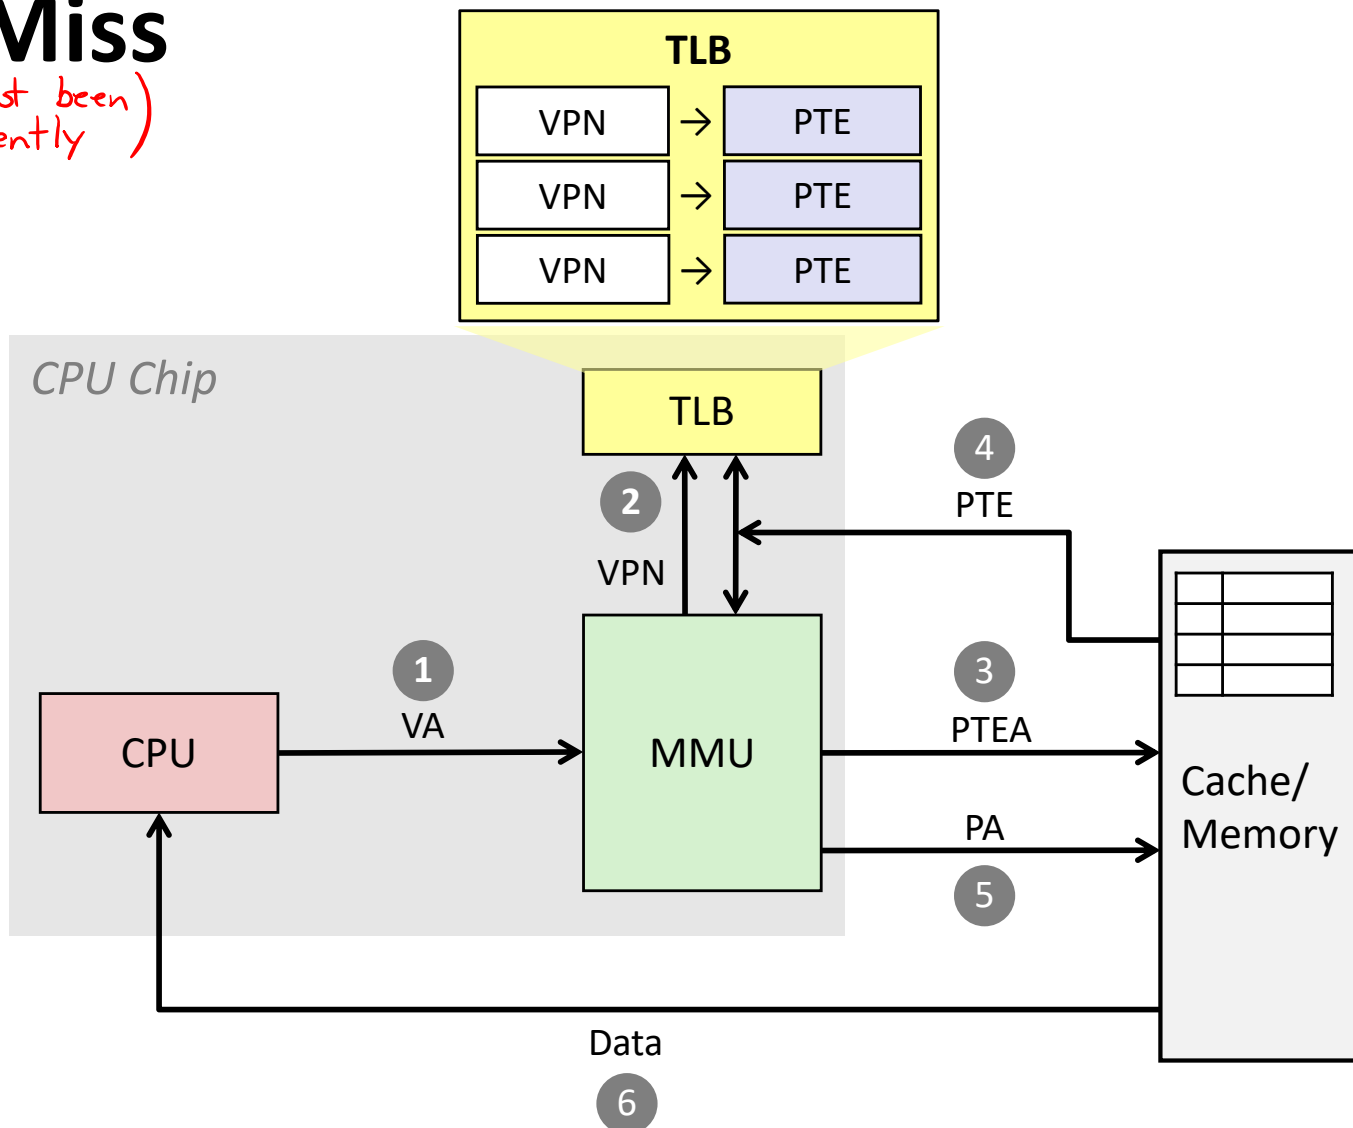 Miss
been)
TLB
VPN → PTE
VPN → PTE
VPN → PTE
CPU Chip
TLB
4
PTE
2
VPN
1
VA
3
PTEA
CPU
MMU
Cache/
Memory
PA
5
Data
6